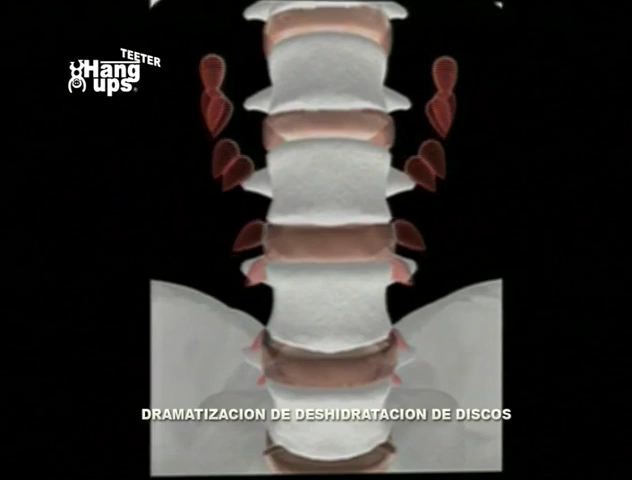 TEETER
Hang
ups®
DRAMATIZACION DE DESHIDRATACION DE DISCOS